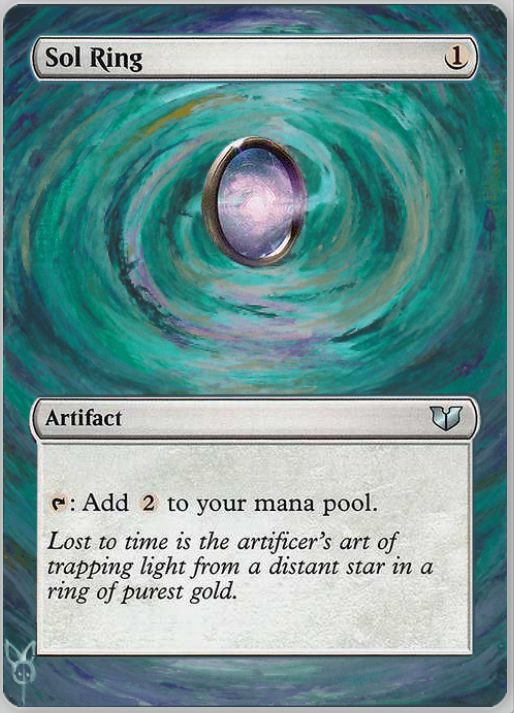 Sol Ring 1
Artifact
: Add 2 to your mana pool.
Lost to time is the artificer's art of
trapping light from a distant star in a
ring of purest gold.